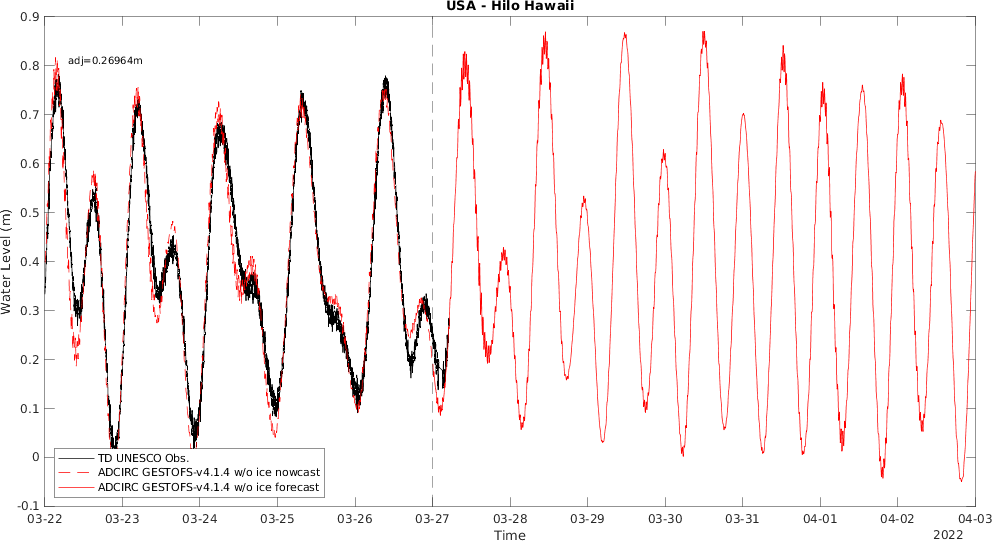 USA - Hilo Hawaii
adj=0.26964m
Water Level (m)
0.9
0.8
0.7
0.6
0.5
0.4
0.3
0.2
0.1
0
-0.1
TD UNESCO Obs.
ADCIRC GESTOFS-v4.1.4 w/o ice nowcast
ADCIRC GESTOFS-v4.1.4 w/o ice forecast
03-22 03-23 03-24 03-25 03-26 03-27 03-28 03-29 03-30 03-31 04-01 04-02 04-03
Time
2022